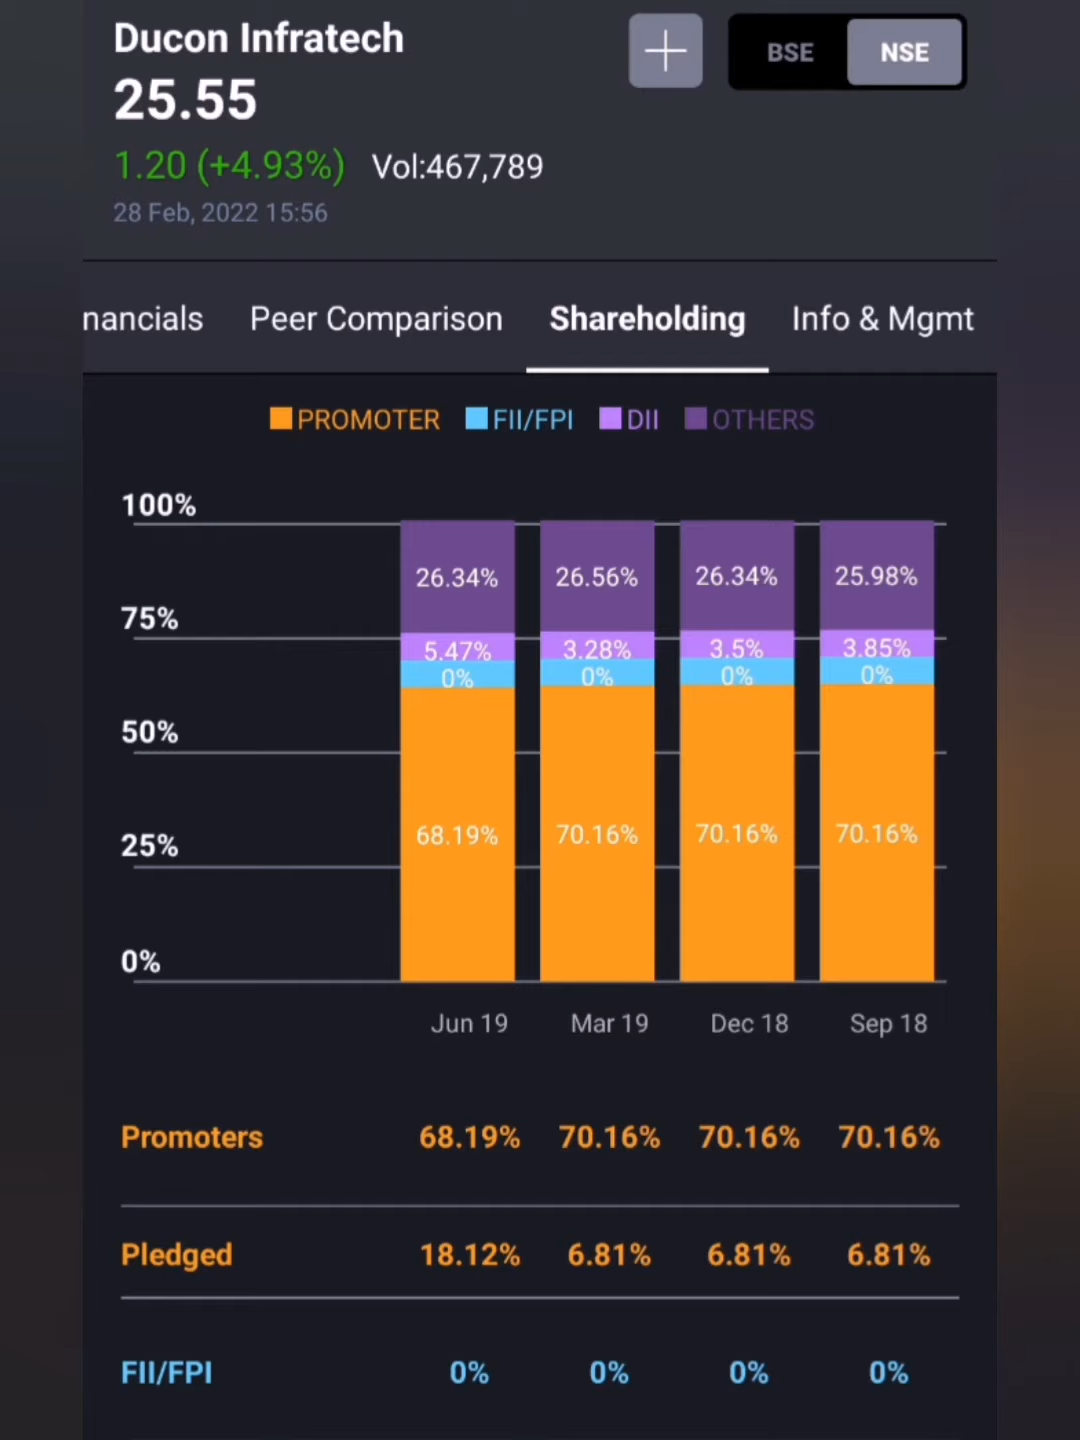 Ducon Infratech
BSE NSE
25.55
1.20 (+4.93%) Vol:467,789
28 Feb, 2022 15:56
nancials Peer Comparison Shareholding Info & Mgmt
PROMOTER FII/FPI DII OTHERS
100%
26.34% 26.56% 26.34% 25.98%
75%
5.47% 3.28% 3.5% 3.85%
0% 0% 0% 0%
50%
68.19% 70.16% 70.16% 70.16%
25%
0%
Jun 19 Mar 19 Dec 18 Sep 18
Promoters 68.19% 70.16% 70.16% 70.16%
Pledged 18.12% 6.81% 6.81% 6.81%
FII/FPI 0% 0% 0% 0%